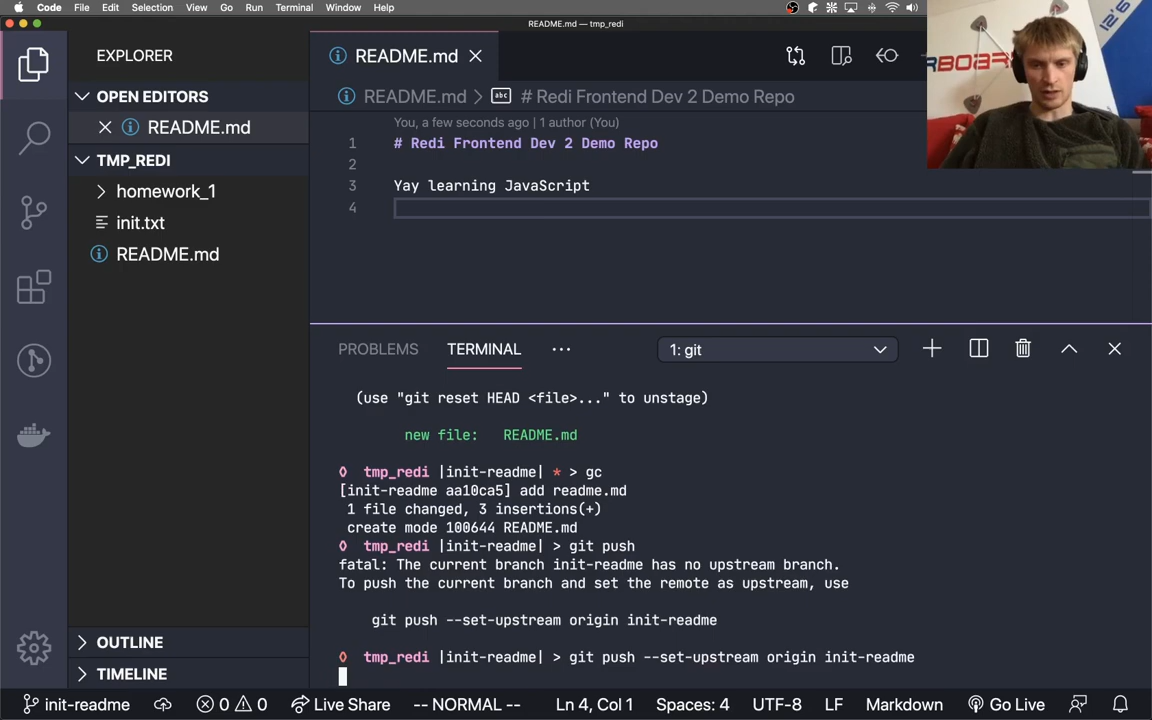 Code File Edit Selection View Go Run Terminal Window Help
README.md — tmp_redi
EXPLORER
OPEN EDITORS
README.md
TMP_REDI
homework_1
init.txt
README.md
OUTLINE
TIMELINE
README.md
README.md abc # Redi Frontend Dev 2 Demo Repo
You, a few seconds ago | 1 author (You)
1 # Redi Frontend Dev 2 Demo Repo
2
3 Yay learning JavaScript
4
BOARD
12'6
PROBLEMS TERMINAL ··· 1: git
(use "git reset HEAD <file>..." to unstage)
new file: README.md
◊ tmp_redi |init-readme| * > gc
[init-readme aa10ca5] add readme.md
1 file changed, 3 insertions(+)
create mode 100644 README.md
◊ tmp_redi |init-readme| > git push
fatal: The current branch init-readme has no upstream branch.
To push the current branch and set the remote as upstream, use
git push --set-upstream origin init-readme
◊ tmp_redi |init-readme| > git push --set-upstream origin init-readme
init-readme 0 0 Live Share -- NORMAL -- Ln 4, Col 1 Spaces: 4 UTF-8 LF Markdown Go Live